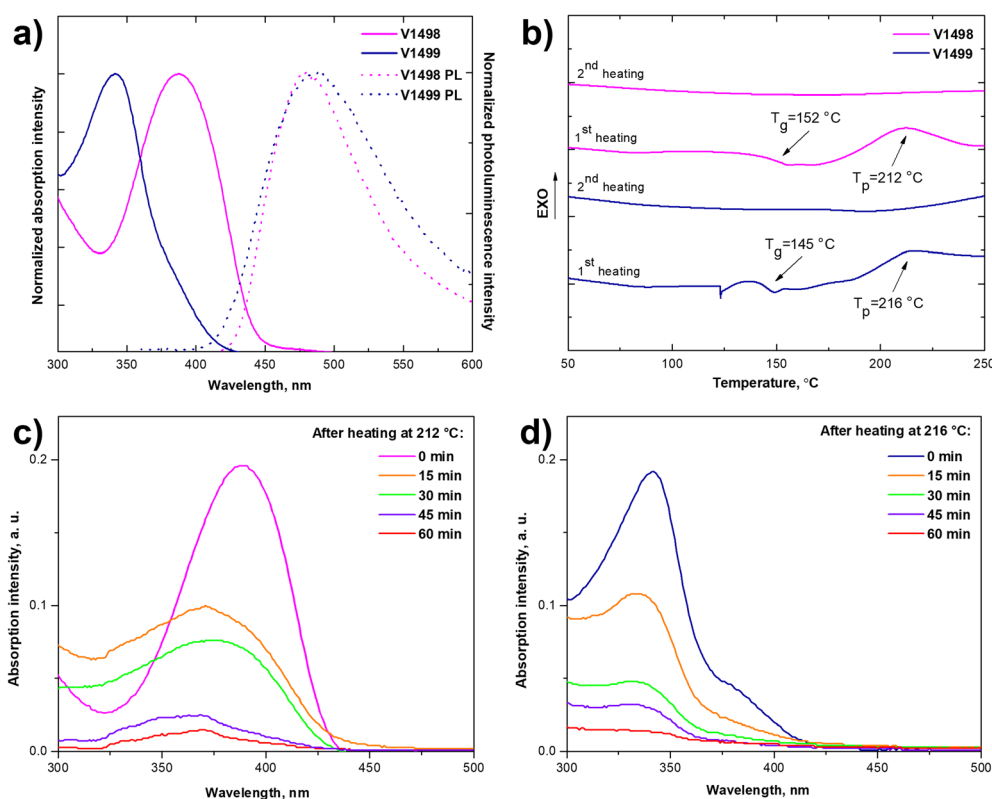 a)
V1498
V1499
V1498 PL
V1499 PL
Normalized absorption intensity
Normalized photoluminescence intensity
300 350 400 450 500 550 600
Wavelength, nm
b)
V1498
V1499
2nd heating
1st heating
Tg=152 °C
Tp=212 °C
2nd heating
1st heating
Tg=145 °C
Tp=216 °C
EXO
50 100 150 200 250
Temperature, °C
c)
After heating at 212 °C:
0 min
15 min
30 min
45 min
60 min
Absorption intensity, a. u.
0.2
0.1
0.0
300 350 400 450 500
Wavelength, nm
d)
After heating at 216 °C:
0 min
15 min
30 min
45 min
60 min
Absorption intensity, a. u.
0.2
0.1
0.0
300 350 400 450 500
Wavelength, nm